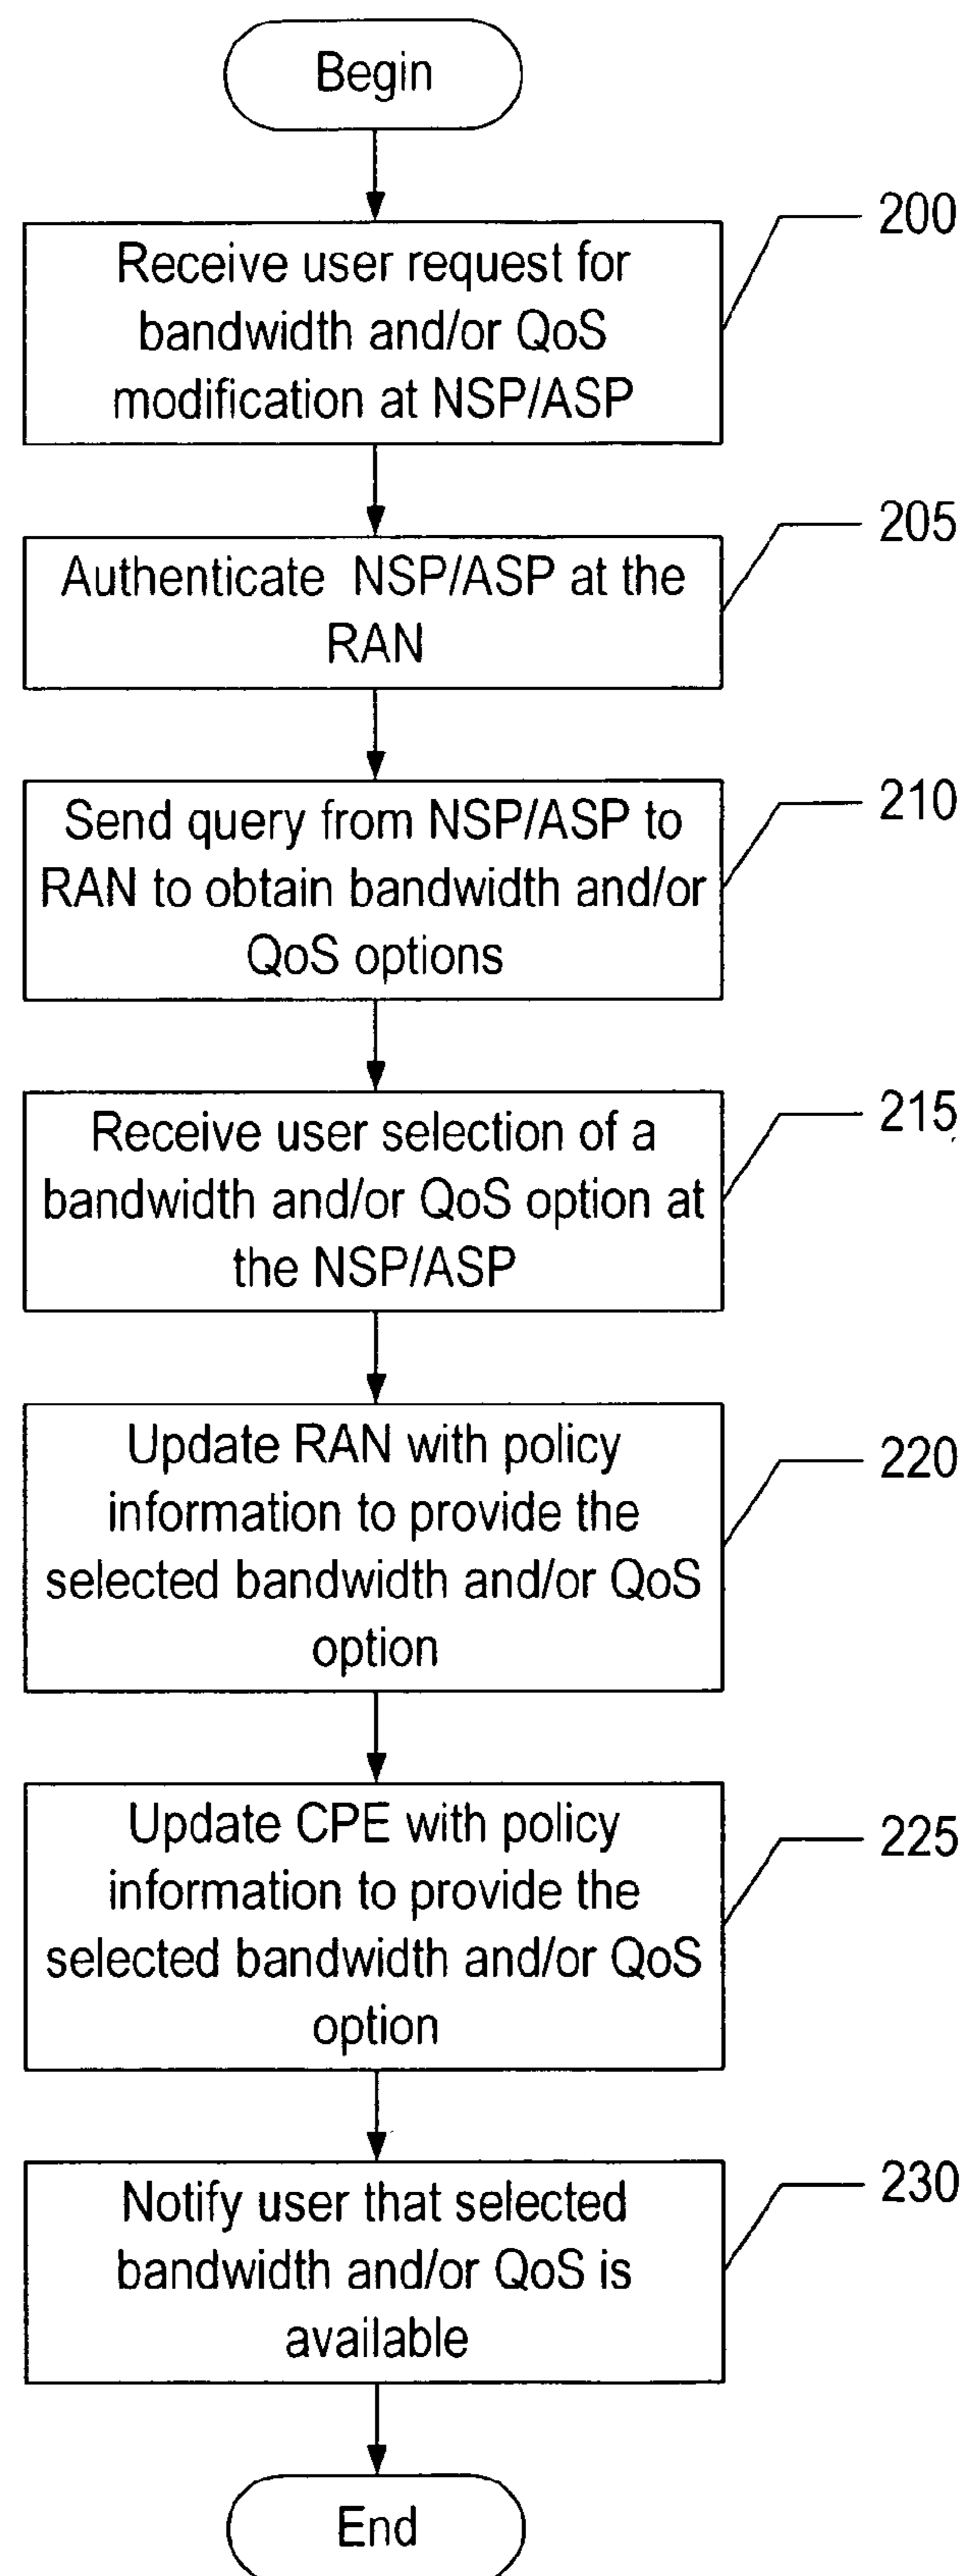 Begin
200
Receive user request for
bandwidth and/or QoS
modification at NSP/ASP
205
Authenticate NSP/ASP at the
RAN
210
Send query from NSP/ASP to
RAN to obtain bandwidth and/or
QoS options
215
Receive user selection of a
bandwidth and/or QoS option at
the NSP/ASP
220
Update RAN with policy
information to provide the
selected bandwidth and/or QoS
option
225
Update CPE with policy
information to provide the
selected bandwidth and/or QoS
option
230
Notify user that selected
bandwidth and/or QoS is
available
End